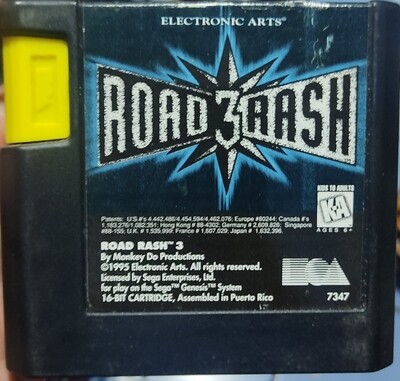 ELECTRONIC ARTS®
ROAD 3 RASH
KIDS TO ADULTS
K-A
AGES 6+
Patents: U.S.#'s 4,442,486/4,454,594/4,462,076; Europe #80244; Canada #'s
1,183,276/1,082,351; Hong Kong # 88-4302; Germany # 2,609,826; Singapore
#88-155; U.K. # 1,535,999; France # 1,607,029; Japan # 1,632,396.
ROAD RASH™ 3
By Monkey Do Productions
©1995 Electronic Arts. All rights reserved.
Licensed by Sega Enterprises, Ltd.
for play on the Sega™ Genesis™ System
16-BIT CARTRIDGE, Assembled in Puerto Rico
EA
7347